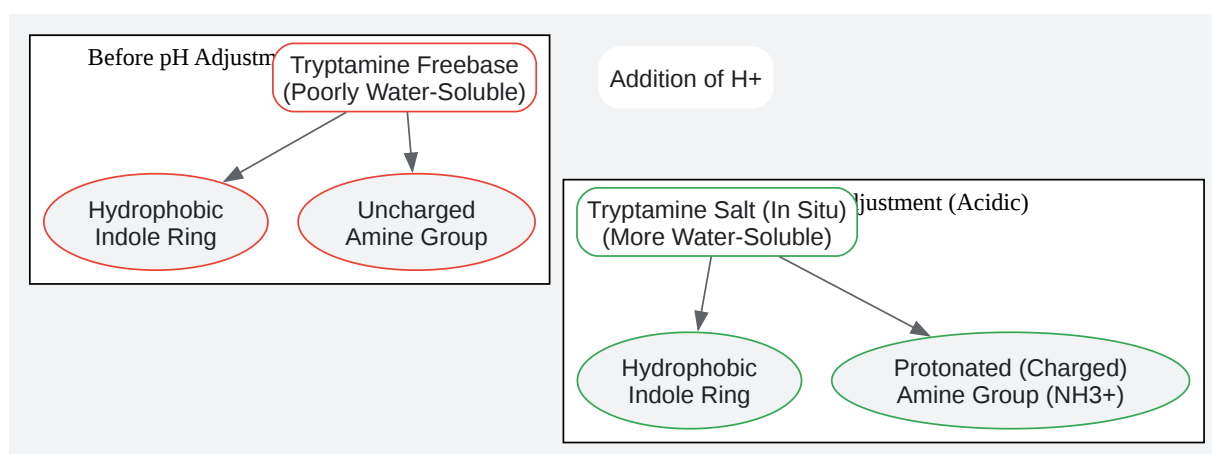 Before pH Adjustm
Tryptamine Freebase
(Poorly Water-Soluble)
Hydrophobic
Indole Ring
Uncharged
Amine Group
Addition of H+
justment (Acidic)
Tryptamine Salt (In Situ)
(More Water-Soluble)
Hydrophobic
Indole Ring
Protonated (Charged)
Amine Group (NH3+)